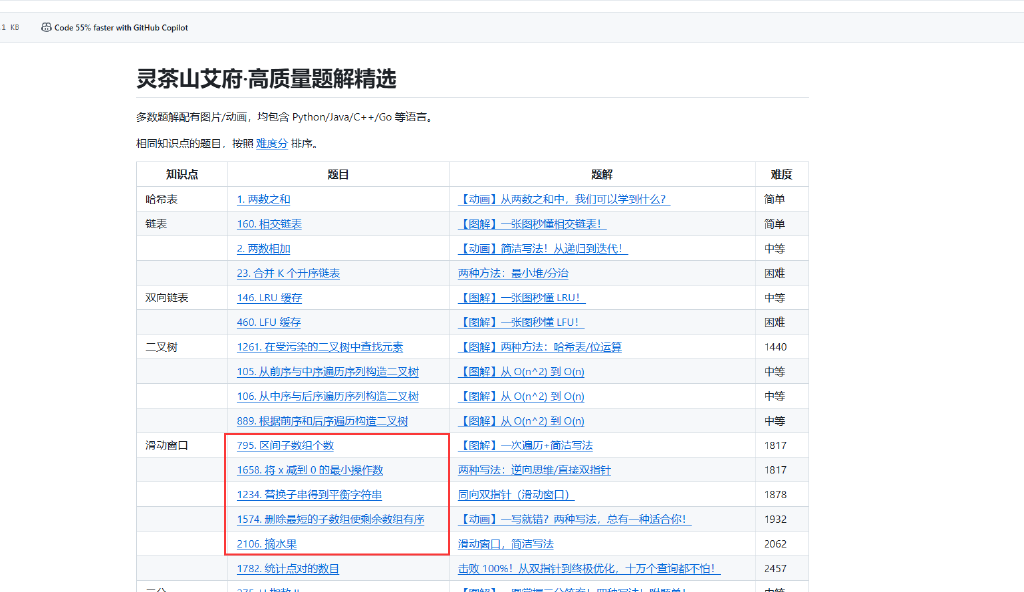 1 KB Code 55% faster with GitHub Copilot
灵茶山艾府·高质量题解精选
多数题解配有图片/动画，均包含 Python/Java/C++/Go 等语言。
相同知识点的题目，按照 难度分 排序。
知识点 题目 题解 难度
哈希表 1. 两数之和 【动画】从两数之和中，我们可以学到什么？ 简单
链表 160. 相交链表 【图解】一张图秒懂相交链表！ 简单
2. 两数相加 【动画】简洁写法！从递归到迭代！ 中等
23. 合并 K 个升序链表 两种方法：最小堆/分治 困难
双向链表 146. LRU 缓存 【图解】一张图秒懂 LRU！ 中等
460. LFU 缓存 【图解】一张图秒懂 LFU！ 困难
二叉树 1261. 在受污染的二叉树中查找元素 【图解】两种方法：哈希表/位运算 1440
105. 从前序与中序遍历序列构造二叉树 【图解】从 O(n^2) 到 O(n) 中等
106. 从中序与后序遍历序列构造二叉树 【图解】从 O(n^2) 到 O(n) 中等
889. 根据前序和后序遍历构造二叉树 【图解】从 O(n^2) 到 O(n) 中等
滑动窗口 795. 区间子数组个数 【图解】一次遍历+简洁写法 1817
1658. 将 x 减到 0 的最小操作数 两种写法：逆向思维/直接双指针 1817
1234. 替换子串得到平衡字符串 同向双指针（滑动窗口） 1878
1574. 删除最短的子数组使剩余数组有序 【动画】一写就错？两种写法，总有一种适合你！ 1932
2106. 摘水果 滑动窗口，简洁写法 2062
1782. 统计点对的数目 击败 100%！从双指针到终极优化，十万个查询都不怕！ 2457